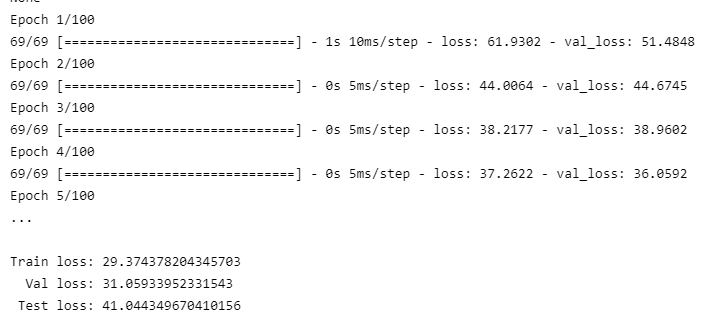 None
Epoch 1/100
69/69 [==============================] - 1s 10ms/step - loss: 61.9302 - val_loss: 51.4848
Epoch 2/100
69/69 [==============================] - 0s 5ms/step - loss: 44.0064 - val_loss: 44.6745
Epoch 3/100
69/69 [==============================] - 0s 5ms/step - loss: 38.2177 - val_loss: 38.9602
Epoch 4/100
69/69 [==============================] - 0s 5ms/step - loss: 37.2622 - val_loss: 36.0592
Epoch 5/100
...
Train loss: 29.374378204345703
Val loss: 31.05933952331543
Test loss: 41.044349670410156